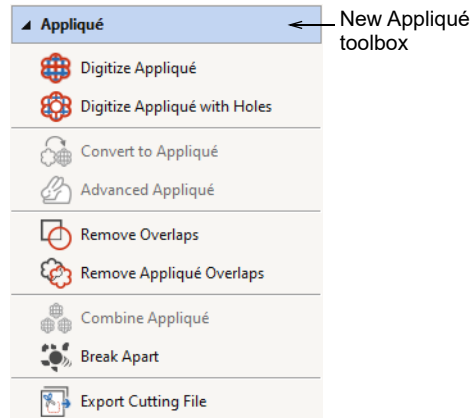 Appliqué
New Appliqué
toolbox
Digitize Appliqué
Digitize Appliqué with Holes
Convert to Appliqué
Advanced Appliqué
Remove Overlaps
Remove Appliqué Overlaps
Combine Appliqué
Break Apart
Export Cutting File